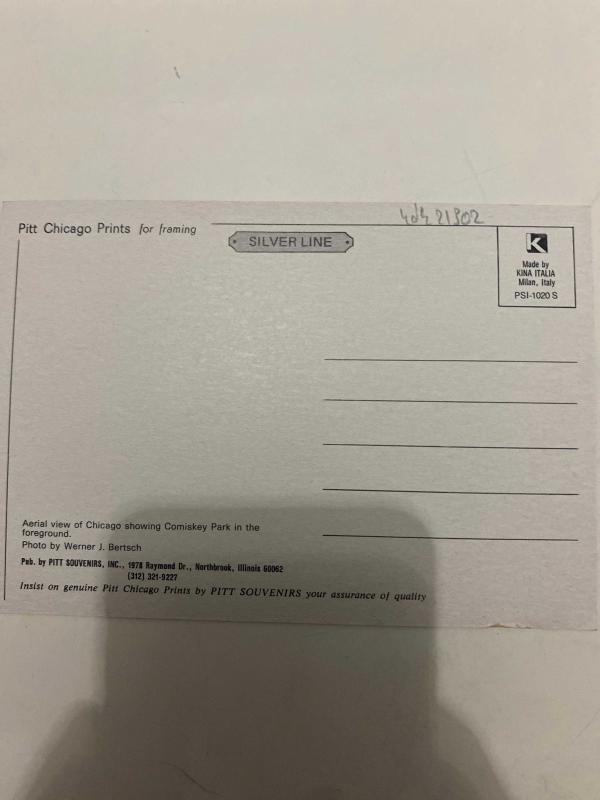 4d4 21902
Pitt Chicago Prints for framing
SILVER LINE
K
Made by
KINA ITALIA
Milan, Italy
PSI-1020 S
Aerial view of Chicago showing Comiskey Park in the
foreground.
Photo by Werner J. Bertsch
Pub. by PITT SOUVENIRS, INC., 1978 Raymond Dr., Northbrook, Illinois 60062
(312) 321-9227
Insist on genuine Pitt Chicago Prints by PITT SOUVENIRS your assurance of quality